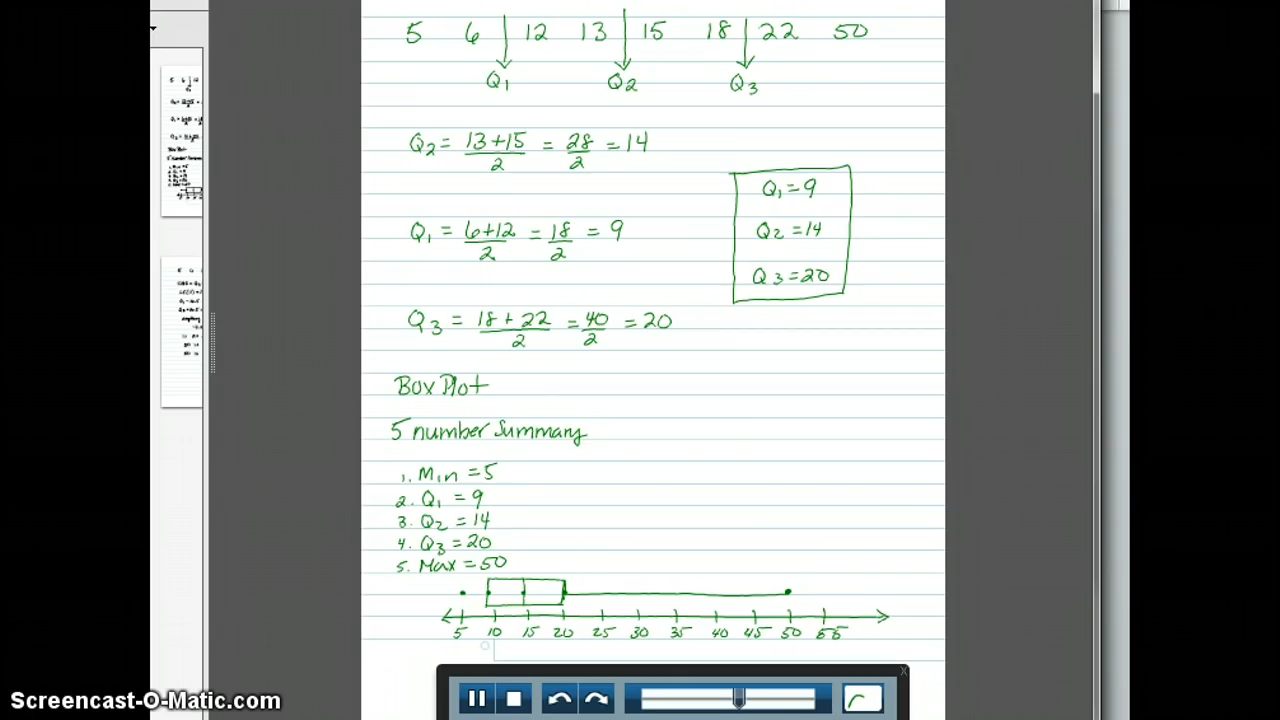 5 6 12 13 15 18 22 50
Q1 Q2 Q3
Q2 = 13+15/2 = 28/2 = 14
Q1 = 9
Q1 = 6+12/2 = 18/2 = 9
Q2 = 14
Q3 = 20
Q3 = 18 + 22/2 = 40/2 = 20
Box Plot
5 number Summary
1. Min = 5
2. Q1 = 9
3. Q2 = 14
4. Q3 = 20
5. Max = 50
5 10 15 20 25 30 35 40 45 50 55
Screencast-O-Matic.com